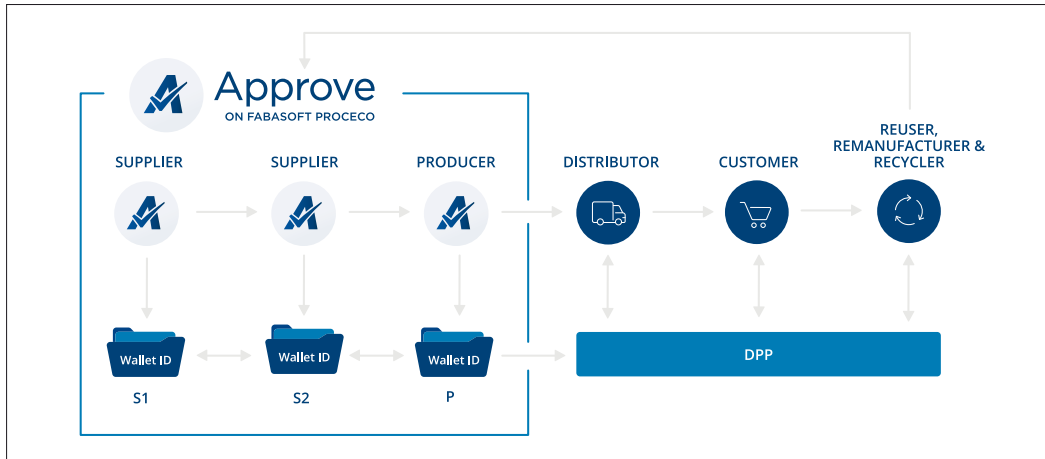 Approve
ON FABASOFT PROCECO
SUPPLIER
SUPPLIER
PRODUCER
DISTRIBUTOR
CUSTOMER
REUSER,
REMANUFACTURER &
RECYCLER
Wallet ID
Wallet ID
Wallet ID
DPP
S1
S2
P